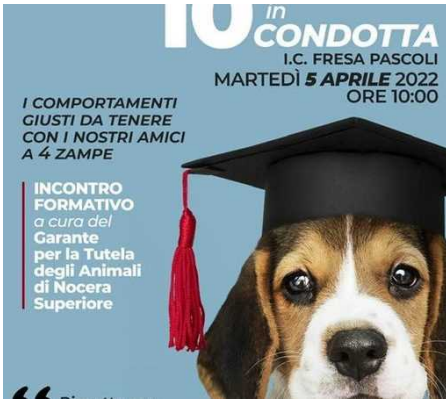 10 in
CONDOTTA
I.C. FRESA PASCOLI
MARTEDÌ 5 APRILE 2022
ORE 10:00
I COMPORTAMENTI
GIUSTI DA TENERE
CON I NOSTRI AMICI
A 4 ZAMPE
INCONTRO
FORMATIVO
a cura del
Garante
per la Tutela
degli Animali
di Nocera
Superiore